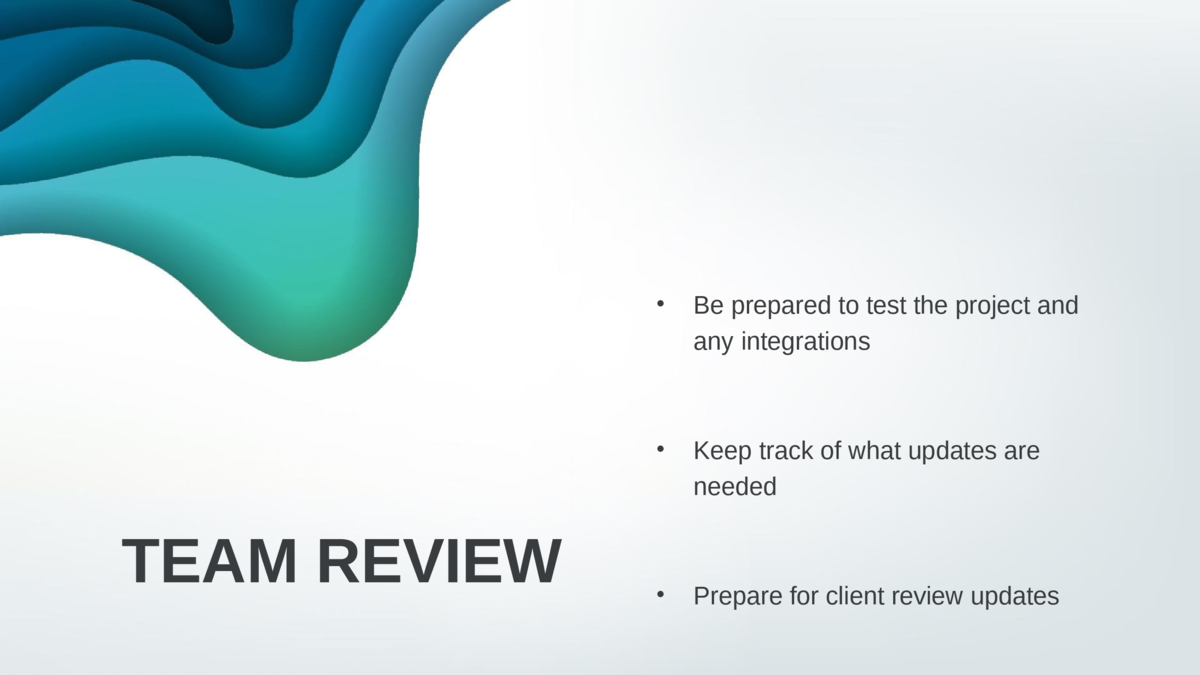 TEAM REVIEW
• Be prepared to test the project and
any integrations
• Keep track of what updates are
needed
• Prepare for client review updates